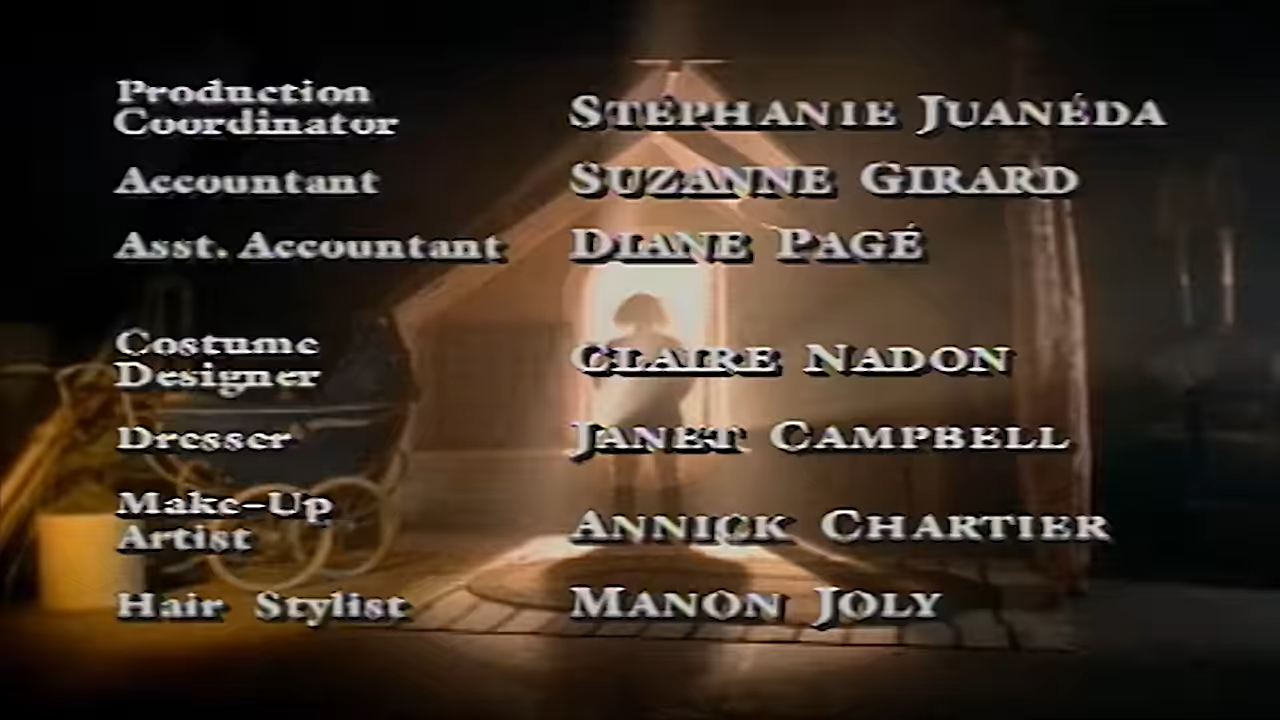 Production
Coordinator STEPHANIE JUANÉDA
Accountant SUZANNE GIRARD
Asst. Accountant DIANE PAGÉ
Costume
Designer CLAIRE NADON
Dresser JANET CAMPBELL
Make-Up
Artist ANNICK CHARTIER
Hair Stylist MANON JOLY